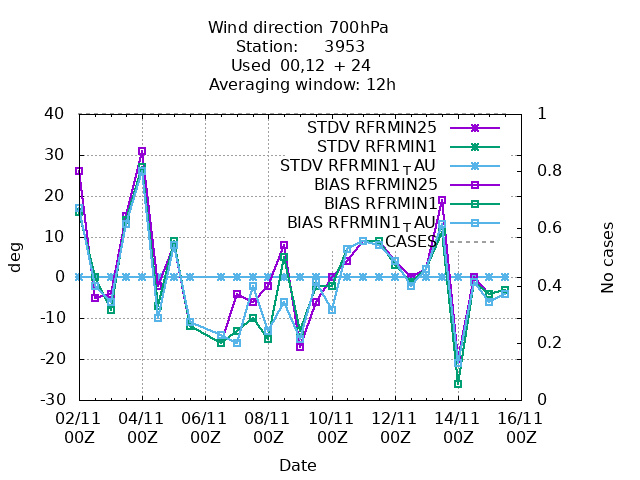 Wind direction 700hPa
Station:      3953
Used  00,12  + 24
Averaging window: 12h
40
30
20
10
0
-10
-20
-30
1
0.8
0.6
0.4
0.2
0
deg
No cases
STDV RFRMIN25
STDV RFRMIN1
STDV RFRMIN1_TAU
BIAS RFRMIN25
BIAS RFRMIN1
BIAS RFRMIN1_TAU
CASES
02/11 04/11 06/11 08/11 10/11 12/11 14/11 16/11
00Z 00Z 00Z 00Z 00Z 00Z 00Z 00Z
Date